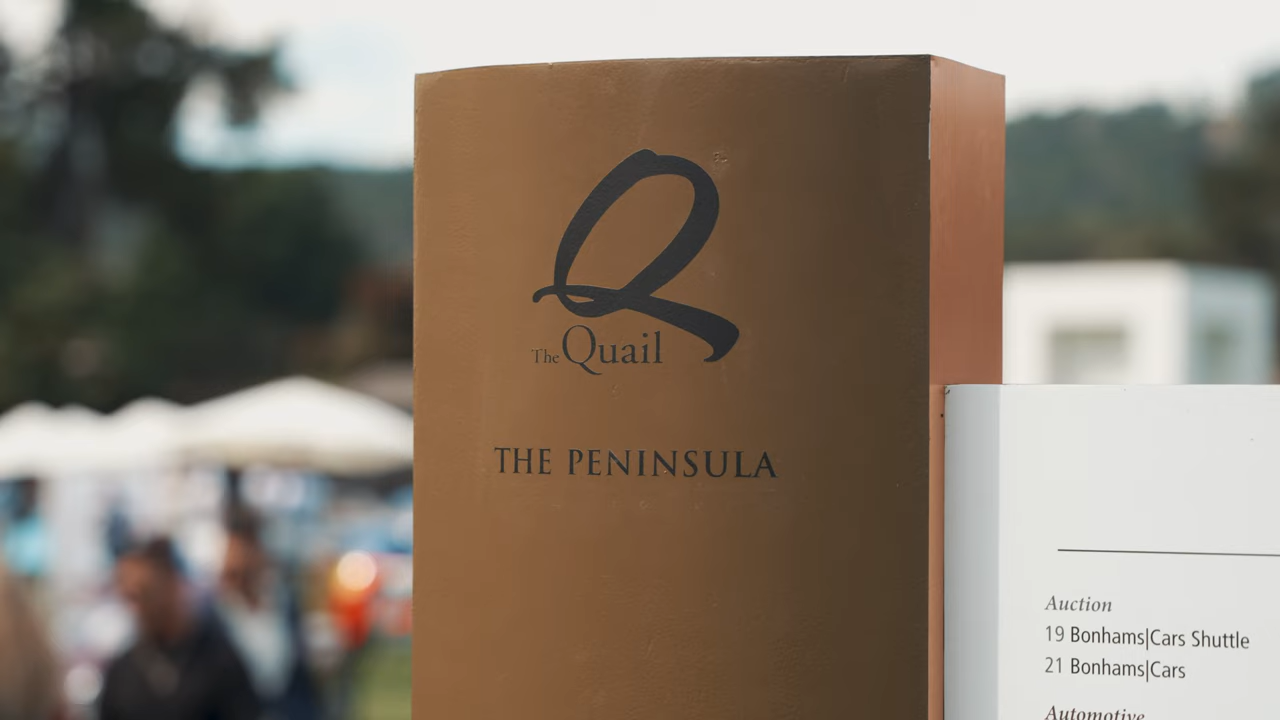 Q
The Quail
THE PENINSULA
Auction
19 Bonhams|Cars Shuttle
21 Bonhams|Cars
Automotive